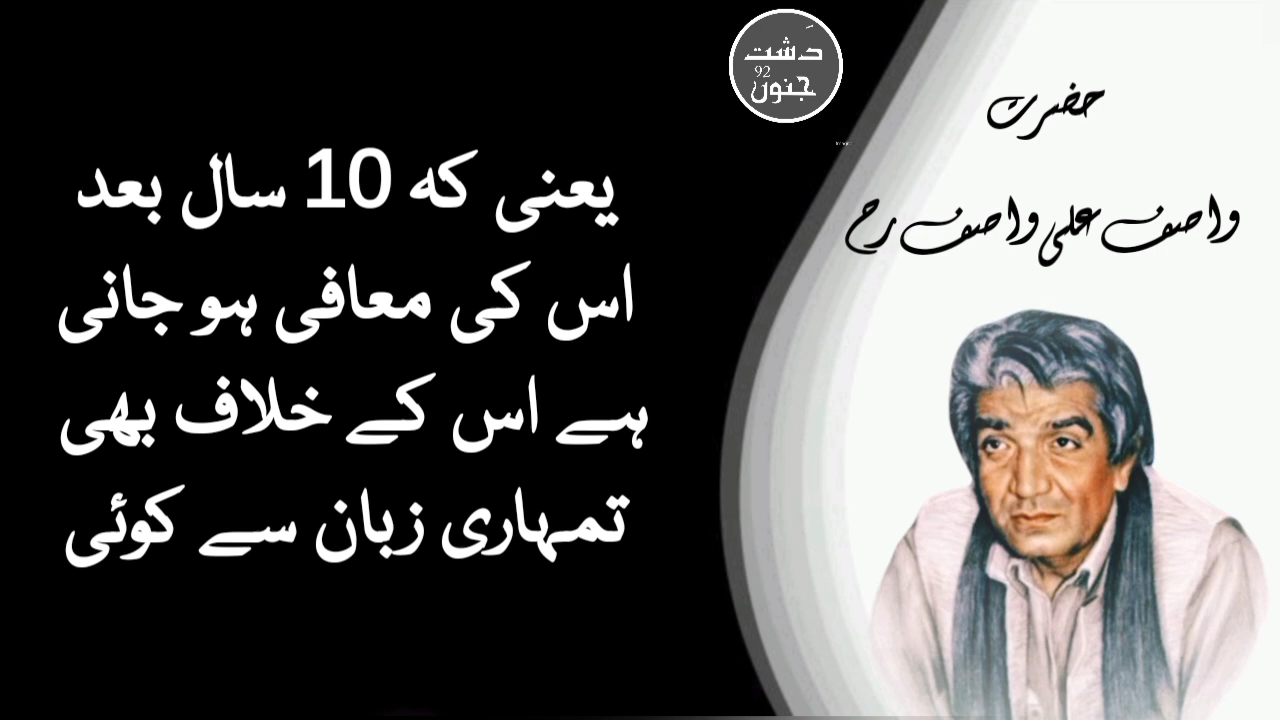 دَشت
92
جنوں
حضرت
واصف علی واصف رح
یعنی کہ 10 سال بعد
اس کی معافی ہو جانی
ہے اس کے خلاف بھی
تمہاری زبان سے کوئی